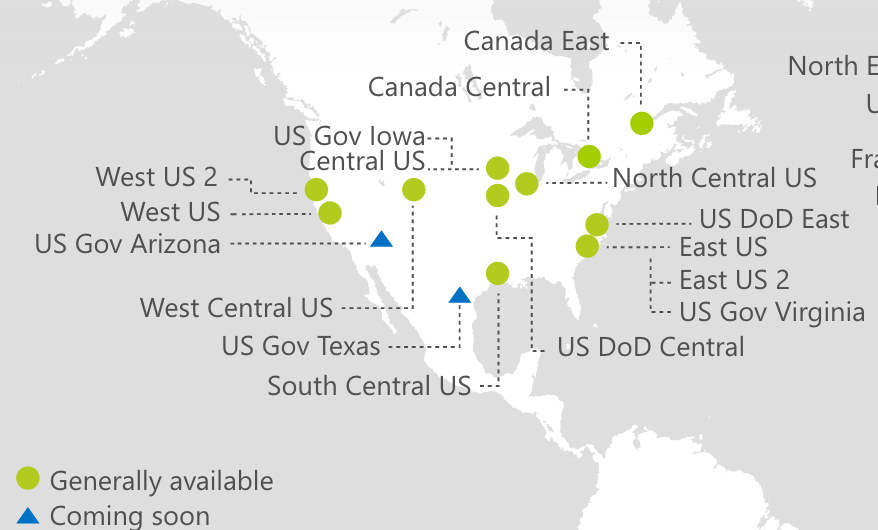 Canada East
North E
Canada Central
U
US Gov Iowa
Central US
Fra
West US 2
North Central US
West US
US DoD East
US Gov Arizona
East US
East US 2
West Central US
US Gov Virginia
US Gov Texas
US DoD Central
South Central US
Generally available
Coming soon